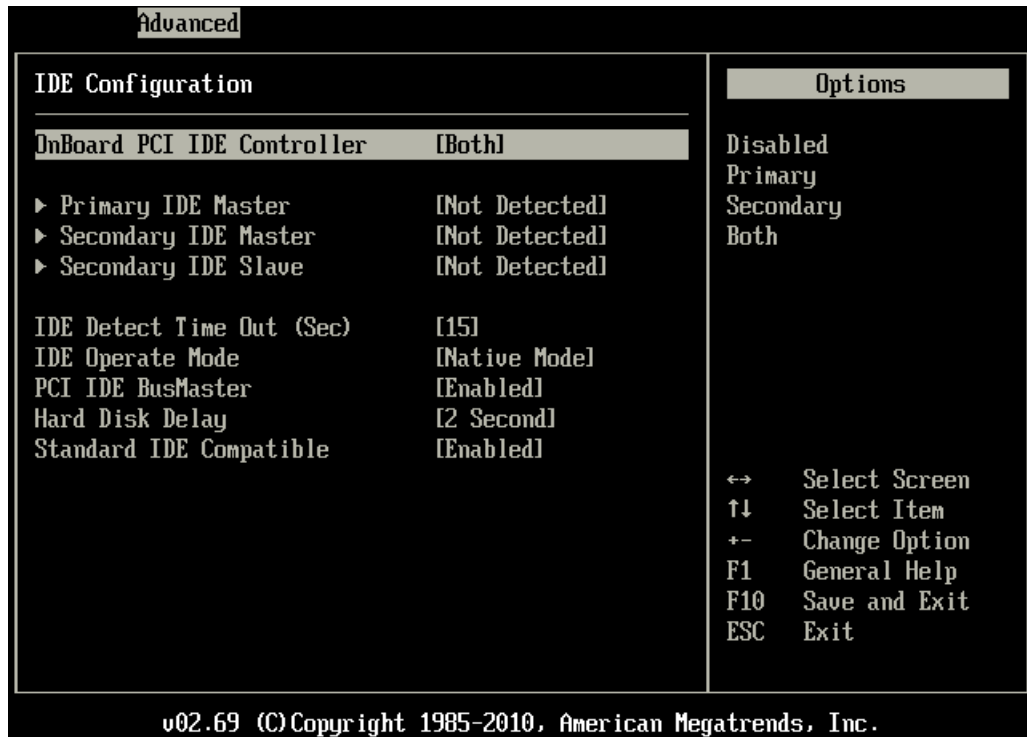 Advanced
IDE Configuration
OnBoard PCI IDE Controller [Both]
▶ Primary IDE Master [Not Detected]
▶ Secondary IDE Master [Not Detected]
▶ Secondary IDE Slave [Not Detected]
IDE Detect Time Out (Sec) [15]
IDE Operate Mode [Native Mode]
PCI IDE BusMaster [Enabled]
Hard Disk Delay [2 Second]
Standard IDE Compatible [Enabled]
Options
Disabled
Primary
Secondary
Both
↔ Select Screen
↑↓ Select Item
+- Change Option
F1 General Help
F10 Save and Exit
ESC Exit
v02.69 (C)Copyright 1985-2010, American Megatrends, Inc.